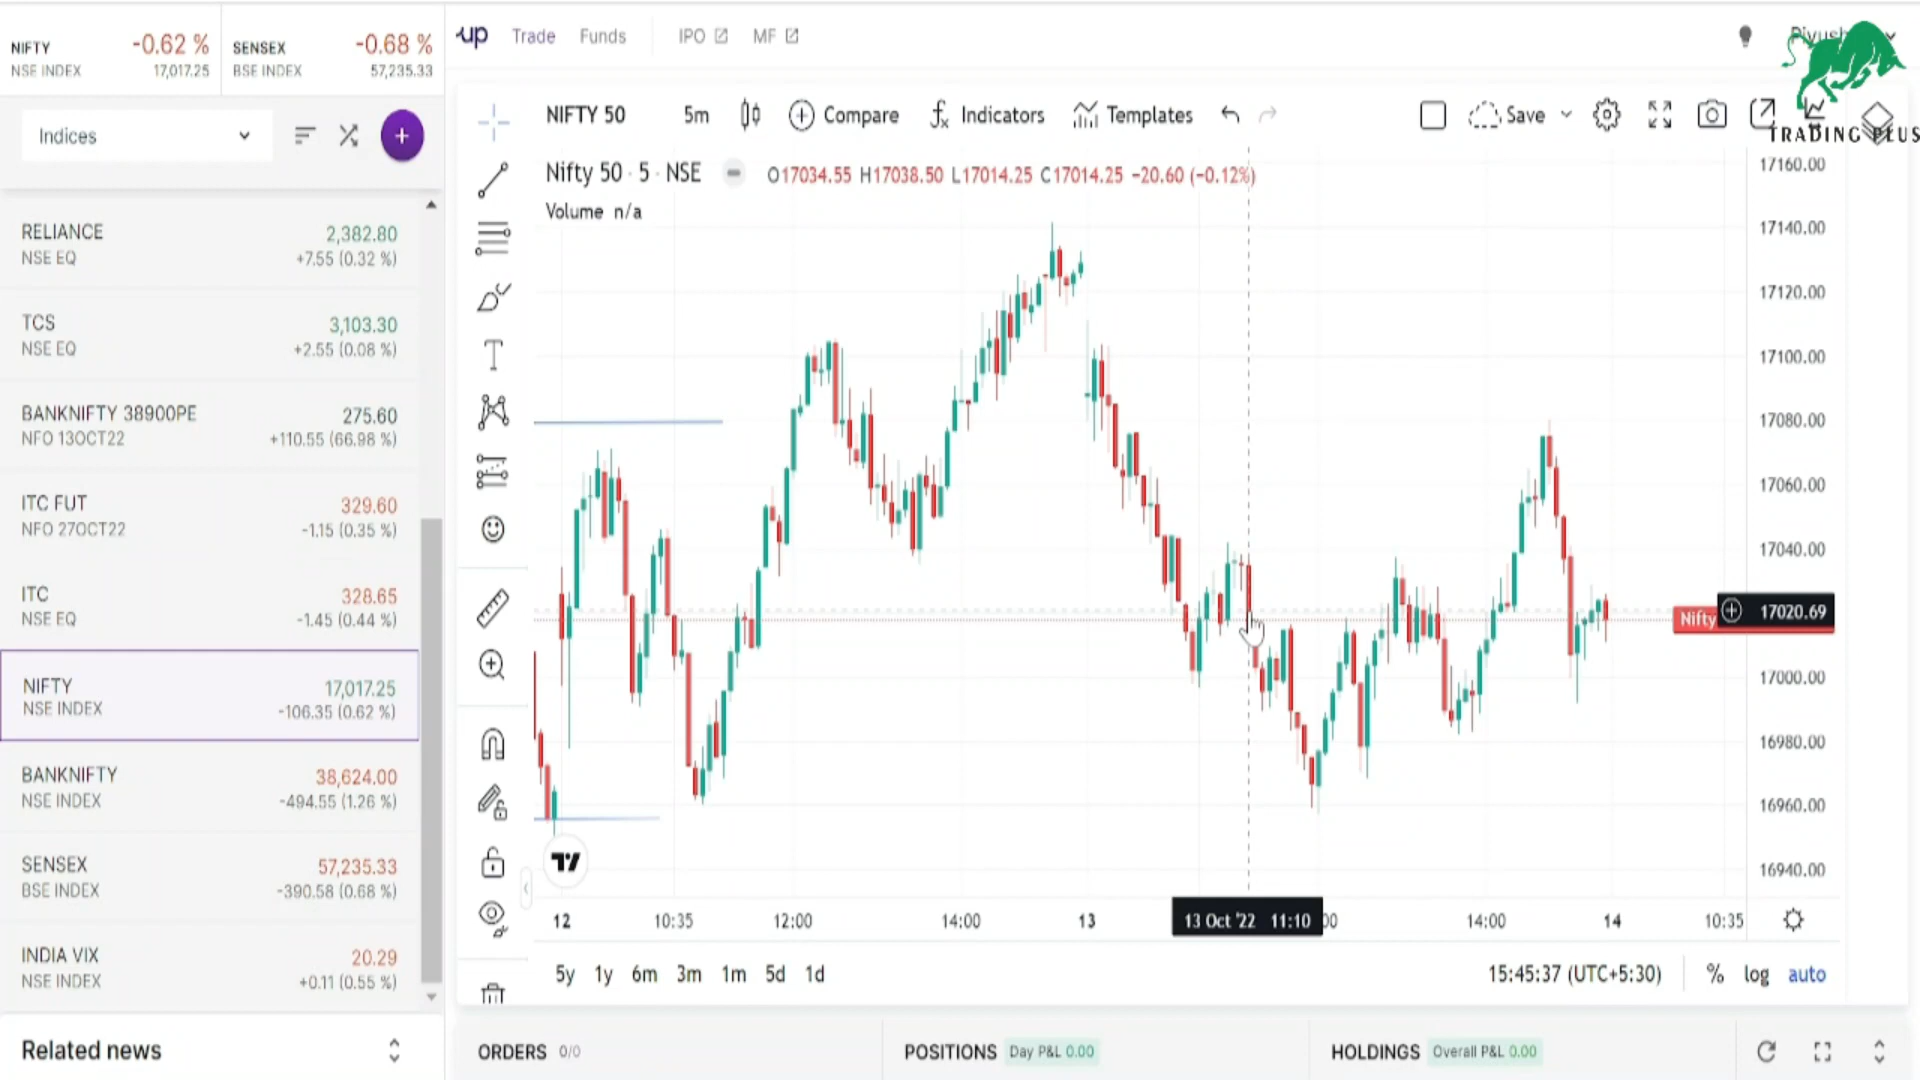 NIFTY -0.62 % SENSEX -0.68 %
NSE INDEX 17,017.25 BSE INDEX 57,235.33
up Trade Funds IPO MF
Indices
RELIANCE 2,382.80
NSE EQ +7.55 (0.32 %)
TCS 3,103.30
NSE EQ +2.55 (0.08 %)
BANKNIFTY 38900PE 275.60
NFO 13OCT22 +110.55 (66.98 %)
ITC FUT 329.60
NFO 27OCT22 -1.15 (0.35 %)
ITC 328.65
NSE EQ -1.45 (0.44 %)
NIFTY 17,017.25
NSE INDEX -106.35 (0.62 %)
BANKNIFTY 38,624.00
NSE INDEX -494.55 (1.26 %)
SENSEX 57,235.33
BSE INDEX -390.58 (0.68 %)
INDIA VIX 20.29
NSE INDEX +0.11 (0.55 %)
Related news
NIFTY 50 5m Compare Indicators Templates Save
TRADING PLUS
Nifty 50 · 5 · NSE O17034.55 H17038.50 L17014.25 C17014.25 -20.60 (-0.12%)
Volume n/a
17160.00
17140.00
17120.00
17100.00
17080.00
17060.00
17040.00
Nifty 17020.69
17000.00
16980.00
16960.00
16940.00
12 10:35 12:00 14:00 13 13 Oct '22 11:10 14:00 14 10:35
5y 1y 6m 3m 1m 5d 1d 15:45:37 (UTC+5:30) % log auto
ORDERS 0/0 POSITIONS Day P&L 0.00 HOLDINGS Overall P&L 0.00